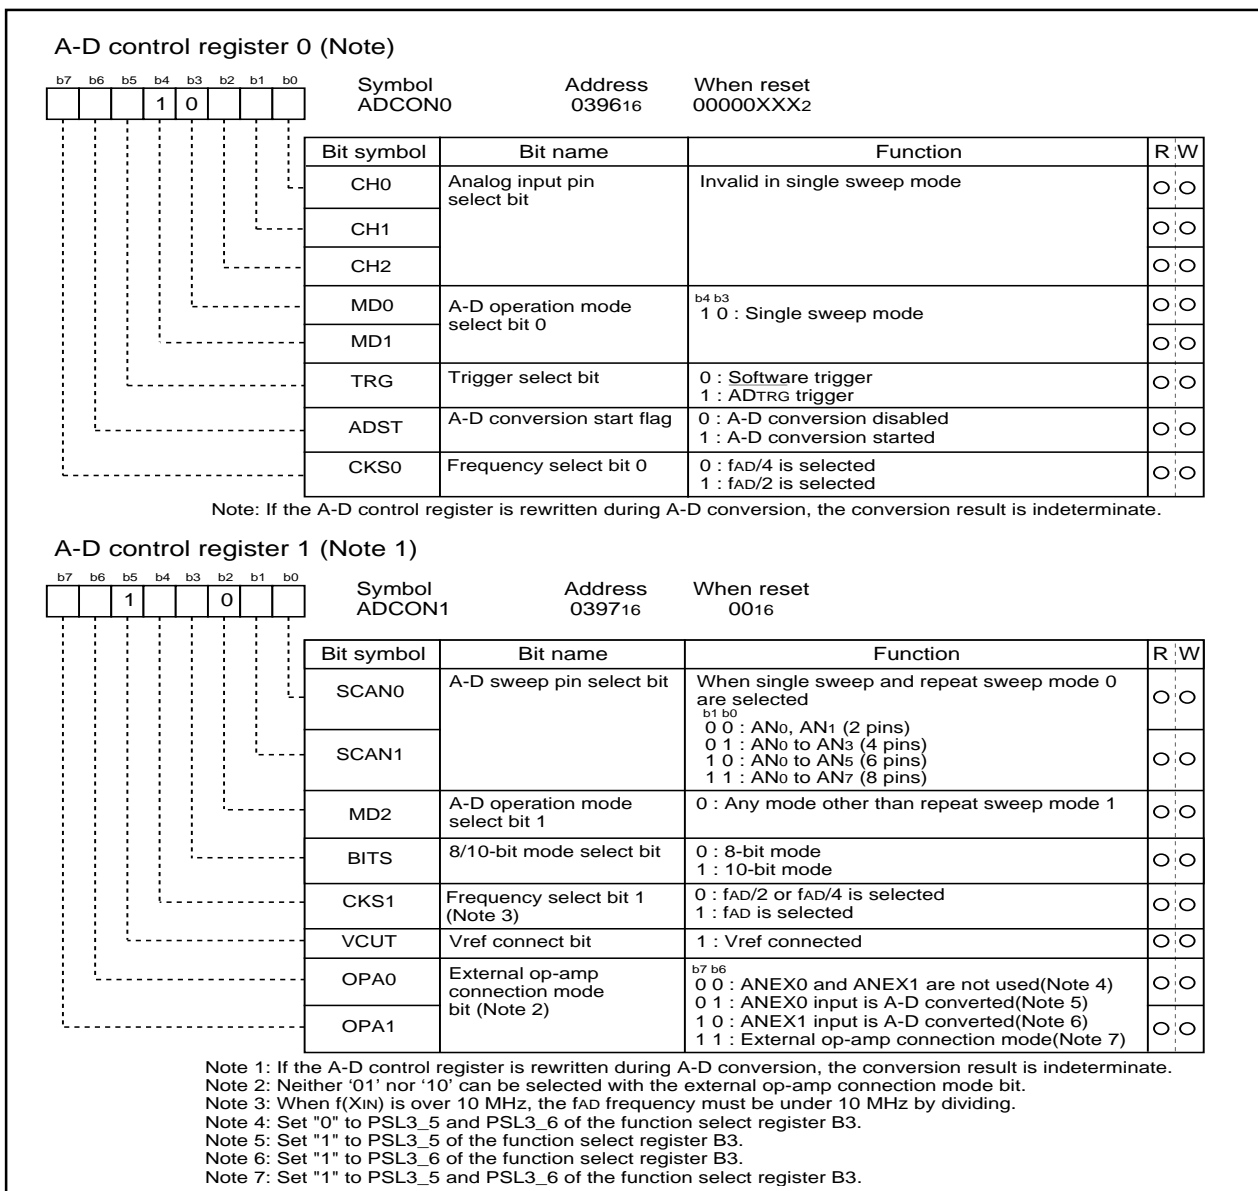 A-D control register 0 (Note)
b7 b6 b5 b4 b3 b2 b1 b0
1 0
Symbol Address When reset
ADCON0 039616 00000XXX2
Bit symbol Bit name Function R W
CH0 Analog input pin select bit Invalid in single sweep mode
CH1
CH2
MD0 A-D operation mode select bit 0 b4 b3
1 0 : Single sweep mode
MD1
TRG Trigger select bit 0 : Software trigger
1 : ADTRG trigger
ADST A-D conversion start flag 0 : A-D conversion disabled
1 : A-D conversion started
CKS0 Frequency select bit 0 0 : fAD/4 is selected
1 : fAD/2 is selected
Note: If the A-D control register is rewritten during A-D conversion, the conversion result is indeterminate.
A-D control register 1 (Note 1)
b7 b6 b5 b4 b3 b2 b1 b0
1 0
Symbol Address When reset
ADCON1 039716 0016
Bit symbol Bit name Function R W
SCAN0 A-D sweep pin select bit When single sweep and repeat sweep mode 0
are selected
b1 b0
0 0 : AN0, AN1 (2 pins)
0 1 : AN0 to AN3 (4 pins)
SCAN1 1 0 : AN0 to AN5 (6 pins)
1 1 : AN0 to AN7 (8 pins)
MD2 A-D operation mode select bit 1 0 : Any mode other than repeat sweep mode 1
BITS 8/10-bit mode select bit 0 : 8-bit mode
1 : 10-bit mode
CKS1 Frequency select bit 1 (Note 3) 0 : fAD/2 or fAD/4 is selected
1 : fAD is selected
VCUT Vref connect bit 1 : Vref connected
OPA0 External op-amp connection mode bit (Note 2) b7 b6
0 0 : ANEX0 and ANEX1 are not used(Note 4)
0 1 : ANEX0 input is A-D converted(Note 5)
OPA1 1 0 : ANEX1 input is A-D converted(Note 6)
1 1 : External op-amp connection mode(Note 7)
Note 1: If the A-D control register is rewritten during A-D conversion, the conversion result is indeterminate.
Note 2: Neither ‘01’ nor ‘10’ can be selected with the external op-amp connection mode bit.
Note 3: When f(XIN) is over 10 MHz, the fAD frequency must be under 10 MHz by dividing.
Note 4: Set "0" to PSL3_5 and PSL3_6 of the function select register B3.
Note 5: Set "1" to PSL3_5 of the function select register B3.
Note 6: Set "1" to PSL3_6 of the function select register B3.
Note 7: Set "1" to PSL3_5 and PSL3_6 of the function select register B3.